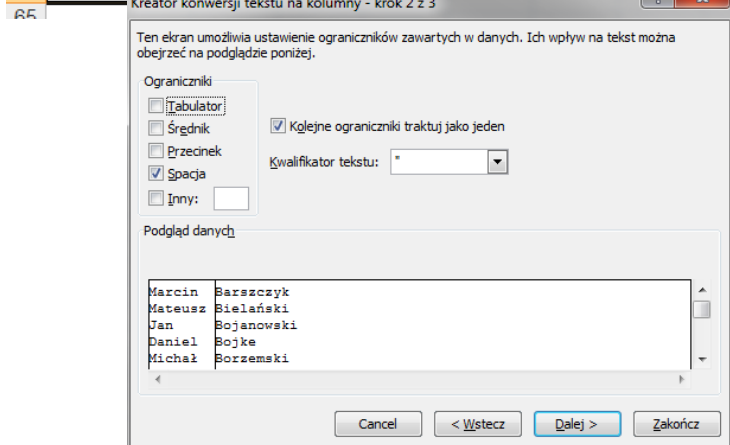 65
Kreator konwersji tekstu na kolumny - krok 2 z 3
Ten ekran umożliwia ustawienie ograniczników zawartych w danych. Ich wpływ na tekst można
obejrzeć na podglądzie poniżej.
Ograniczniki
Tabulator
Średnik
Przecinek
Spacja
Inny:
Kolejne ograniczniki traktuj jako jeden
Kwalifikator tekstu: "
Podgląd danych
Marcin Barszczyk
Mateusz Bielański
Jan Bojanowski
Daniel Bojke
Michał Borzemski
Cancel < Wstecz Dalej > Zakończ